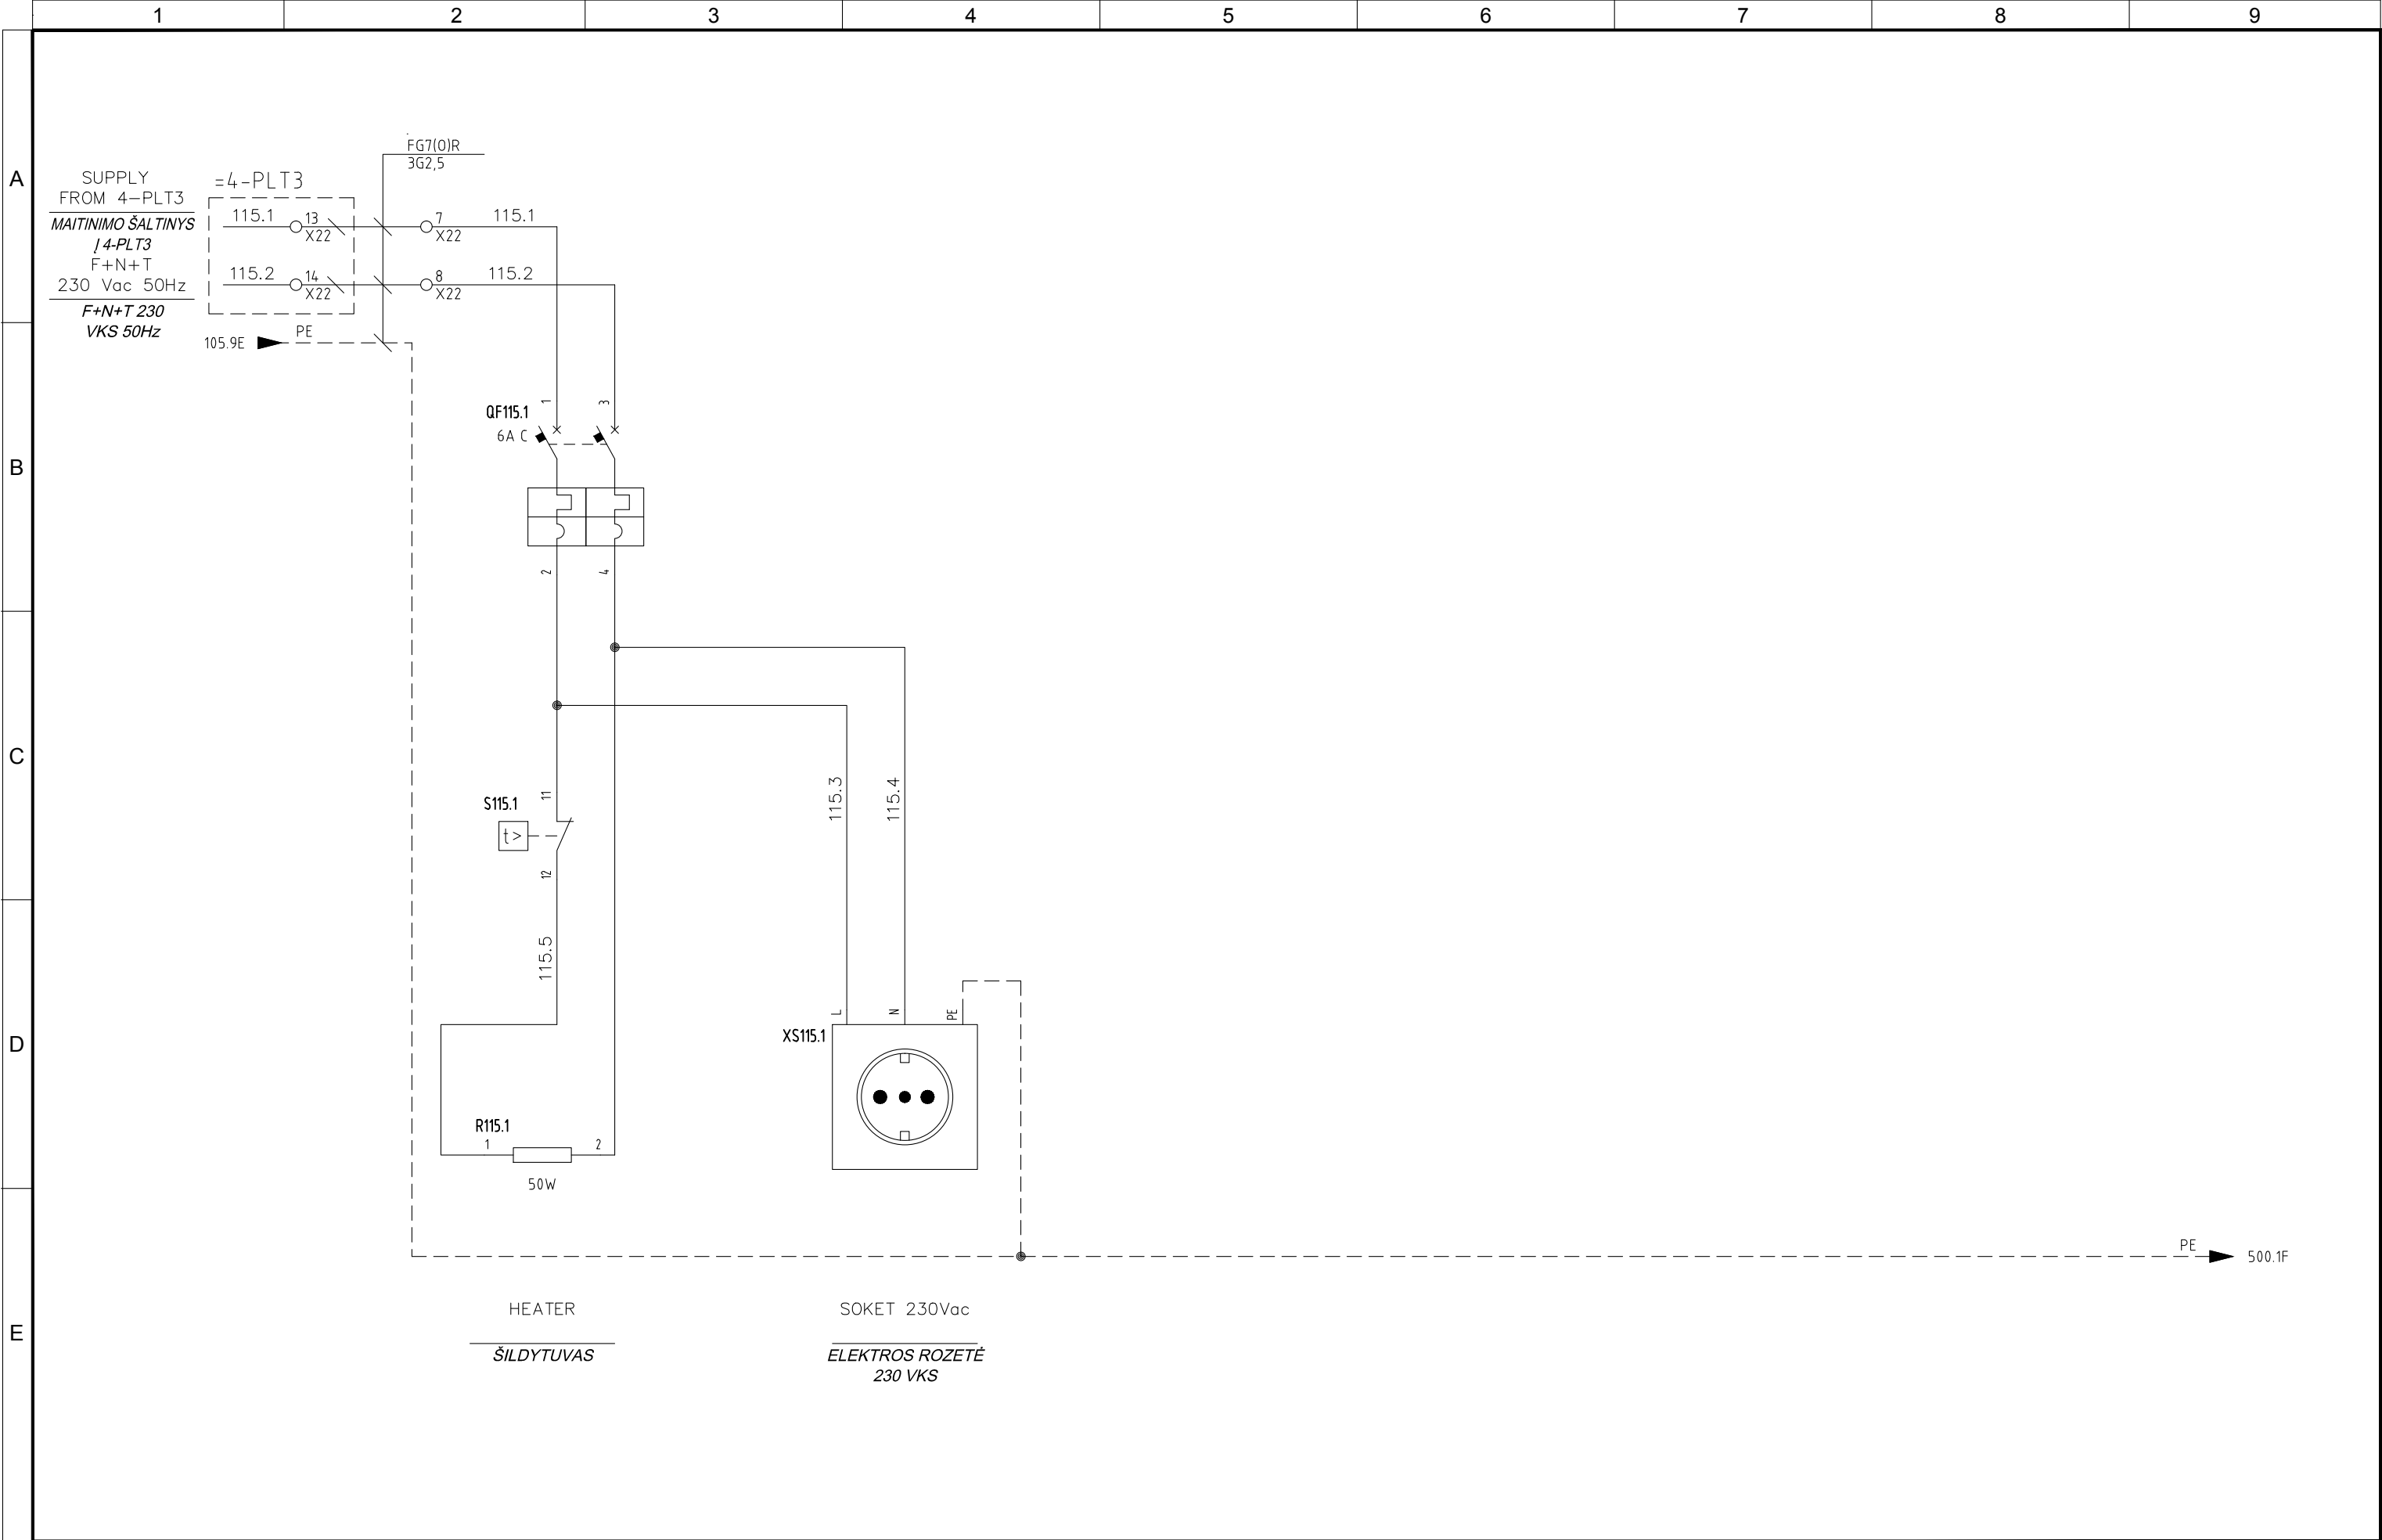 1 2 3 4 5 6 7 8 9
A
B
C
D
E
FG7(O)R
3G2,5
SUPPLY
FROM 4-PLT3
MAITINIMO ŠALTINYS
Į 4-PLT3
F+N+T
230 Vac 50Hz
F+N+T 230
VKS 50Hz
=4-PLT3
115.1 13 7 115.1
X22 X22
115.2 14 8 115.2
X22 X22
105.9E PE
QF115.1 1 3
6A C
2 4
S115.1 11
t>
12
115.3 115.4
115.5
L N PE
XS115.1
R115.1
1 2
50W
PE 500.1F
HEATER
ŠILDYTUVAS
SOKET 230Vac
ELEKTROS ROZETĖ
230 VKS